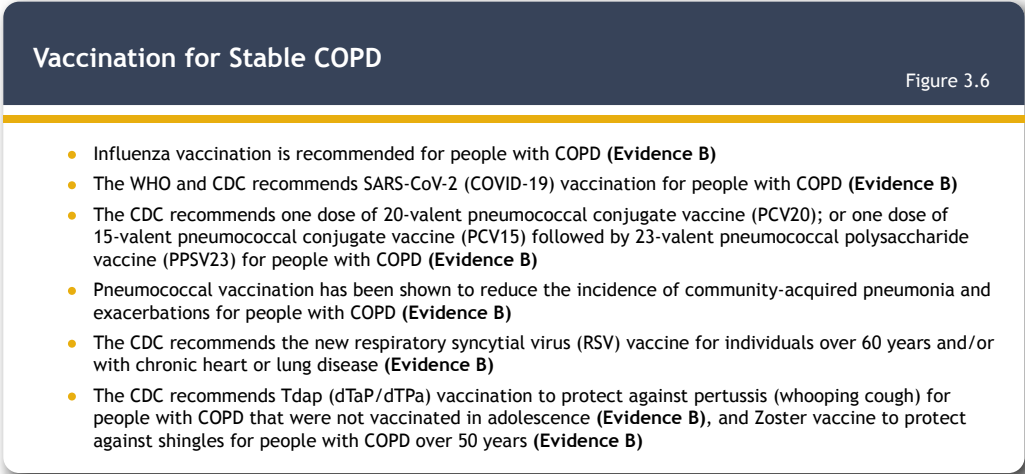 Vaccination for Stable COPD
Figure 3.6
● Influenza vaccination is recommended for people with COPD (Evidence B)
● The WHO and CDC recommends SARS-CoV-2 (COVID-19) vaccination for people with COPD (Evidence B)
● The CDC recommends one dose of 20-valent pneumococcal conjugate vaccine (PCV20); or one dose of
15-valent pneumococcal conjugate vaccine (PCV15) followed by 23-valent pneumococcal polysaccharide
vaccine (PPSV23) for people with COPD (Evidence B)
● Pneumococcal vaccination has been shown to reduce the incidence of community-acquired pneumonia and
exacerbations for people with COPD (Evidence B)
● The CDC recommends the new respiratory syncytial virus (RSV) vaccine for individuals over 60 years and/or
with chronic heart or lung disease (Evidence B)
● The CDC recommends Tdap (dTaP/dTPa) vaccination to protect against pertussis (whooping cough) for
people with COPD that were not vaccinated in adolescence (Evidence B), and Zoster vaccine to protect
against shingles for people with COPD over 50 years (Evidence B)